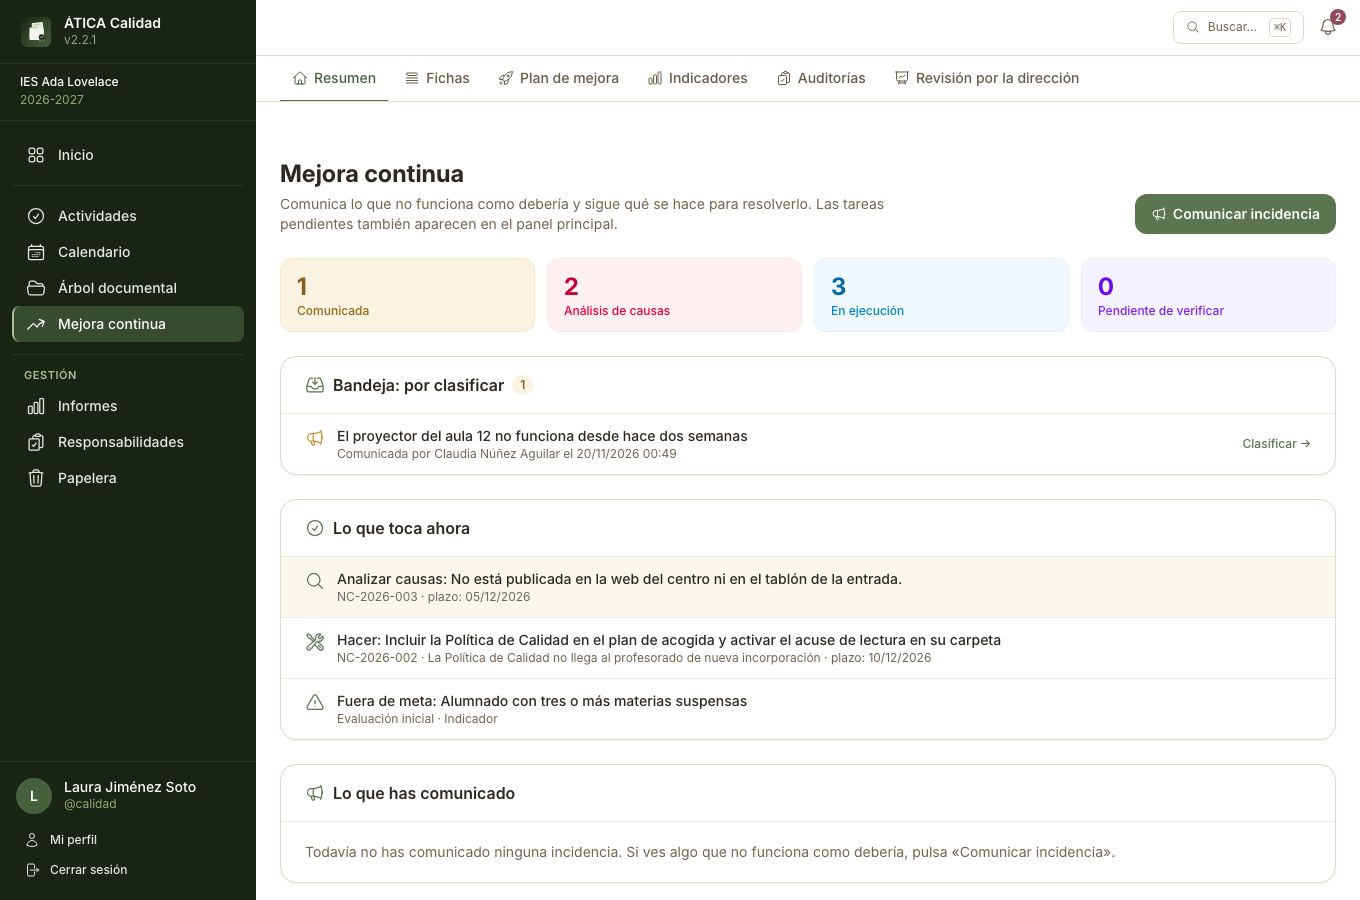 ÁTICA Calidad
v2.2.1
IES Ada Lovelace
2026-2027
Inicio
Actividades
Calendario
Árbol documental
Mejora continua
GESTIÓN
Informes
Responsabilidades
Papelera
L
Laura Jiménez Soto
@calidad
Mi perfil
Cerrar sesión
Buscar... ⌘K
2
Resumen
Fichas
Plan de mejora
Indicadores
Auditorías
Revisión por la dirección
Mejora continua
Comunica lo que no funciona como debería y sigue qué se hace para resolverlo. Las tareas
pendientes también aparecen en el panel principal.
Comunicar incidencia
1
Comunicada
2
Análisis de causas
3
En ejecución
0
Pendiente de verificar
Bandeja: por clasificar 1
El proyector del aula 12 no funciona desde hace dos semanas
Comunicada por Claudia Núñez Aguilar el 20/11/2026 00:49
Clasificar →
Lo que toca ahora
Analizar causas: No está publicada en la web del centro ni en el tablón de la entrada.
NC-2026-003 · plazo: 05/12/2026
Hacer: Incluir la Política de Calidad en el plan de acogida y activar el acuse de lectura en su carpeta
NC-2026-002 · La Política de Calidad no llega al profesorado de nueva incorporación · plazo: 10/12/2026
Fuera de meta: Alumnado con tres o más materias suspensas
Evaluación inicial · Indicador
Lo que has comunicado
Todavía no has comunicado ninguna incidencia. Si ves algo que no funciona como debería, pulsa «Comunicar incidencia».